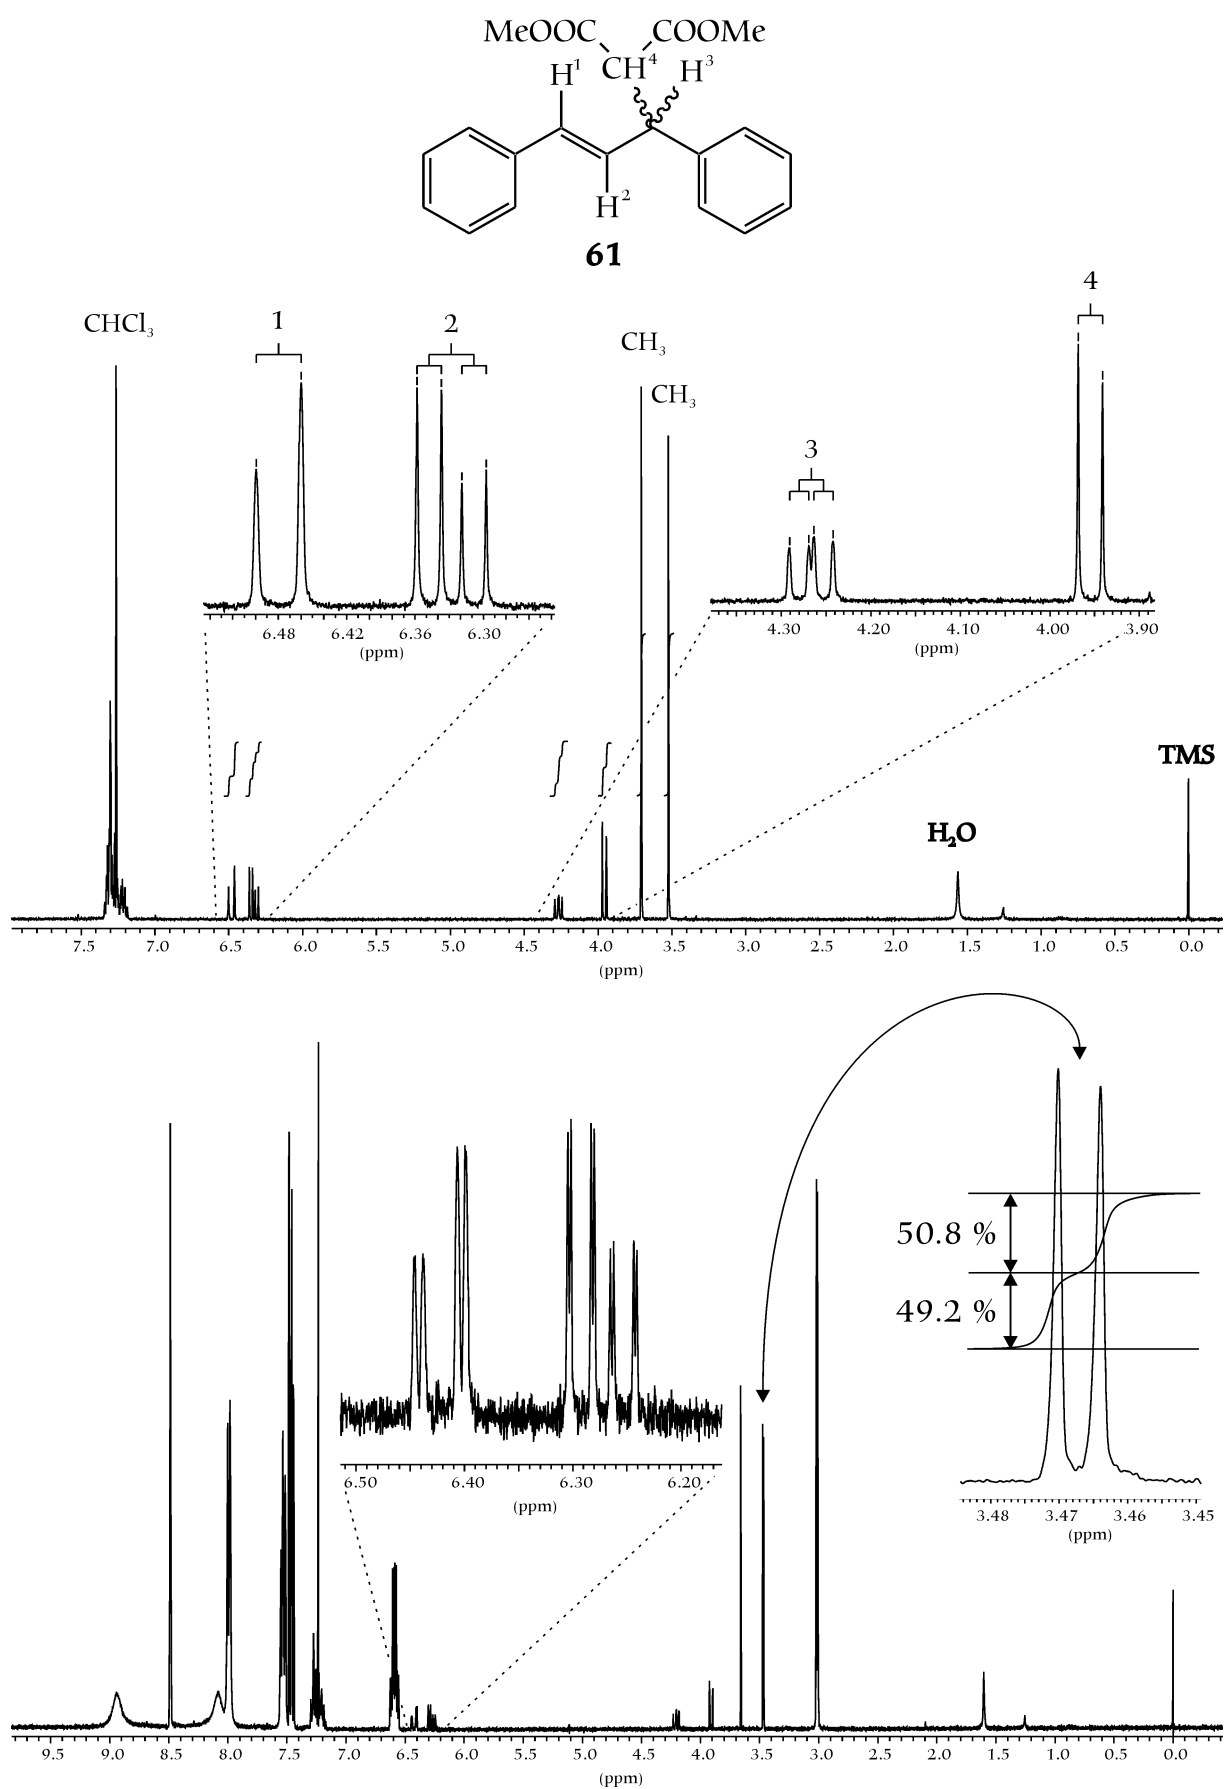 MeOOC COOMe
H¹ CH⁴ H³
H²
61
CHCl₃ 1 2 CH₃ CH₃ 3 4
6.48 6.42 6.36 6.30
(ppm)
4.30 4.20 4.10 4.00 3.90
(ppm)
TMS
H₂O
7.5 7.0 6.5 6.0 5.5 5.0 4.5 4.0 3.5 3.0 2.5 2.0 1.5 1.0 0.5 0.0
(ppm)
50.8 %
49.2 %
6.50 6.40 6.30 6.20
(ppm)
3.48 3.47 3.46 3.45
(ppm)
9.5 9.0 8.5 8.0 7.5 7.0 6.5 6.0 5.5 5.0 4.5 4.0 3.5 3.0 2.5 2.0 1.5 1.0 0.5 0.0
(ppm)